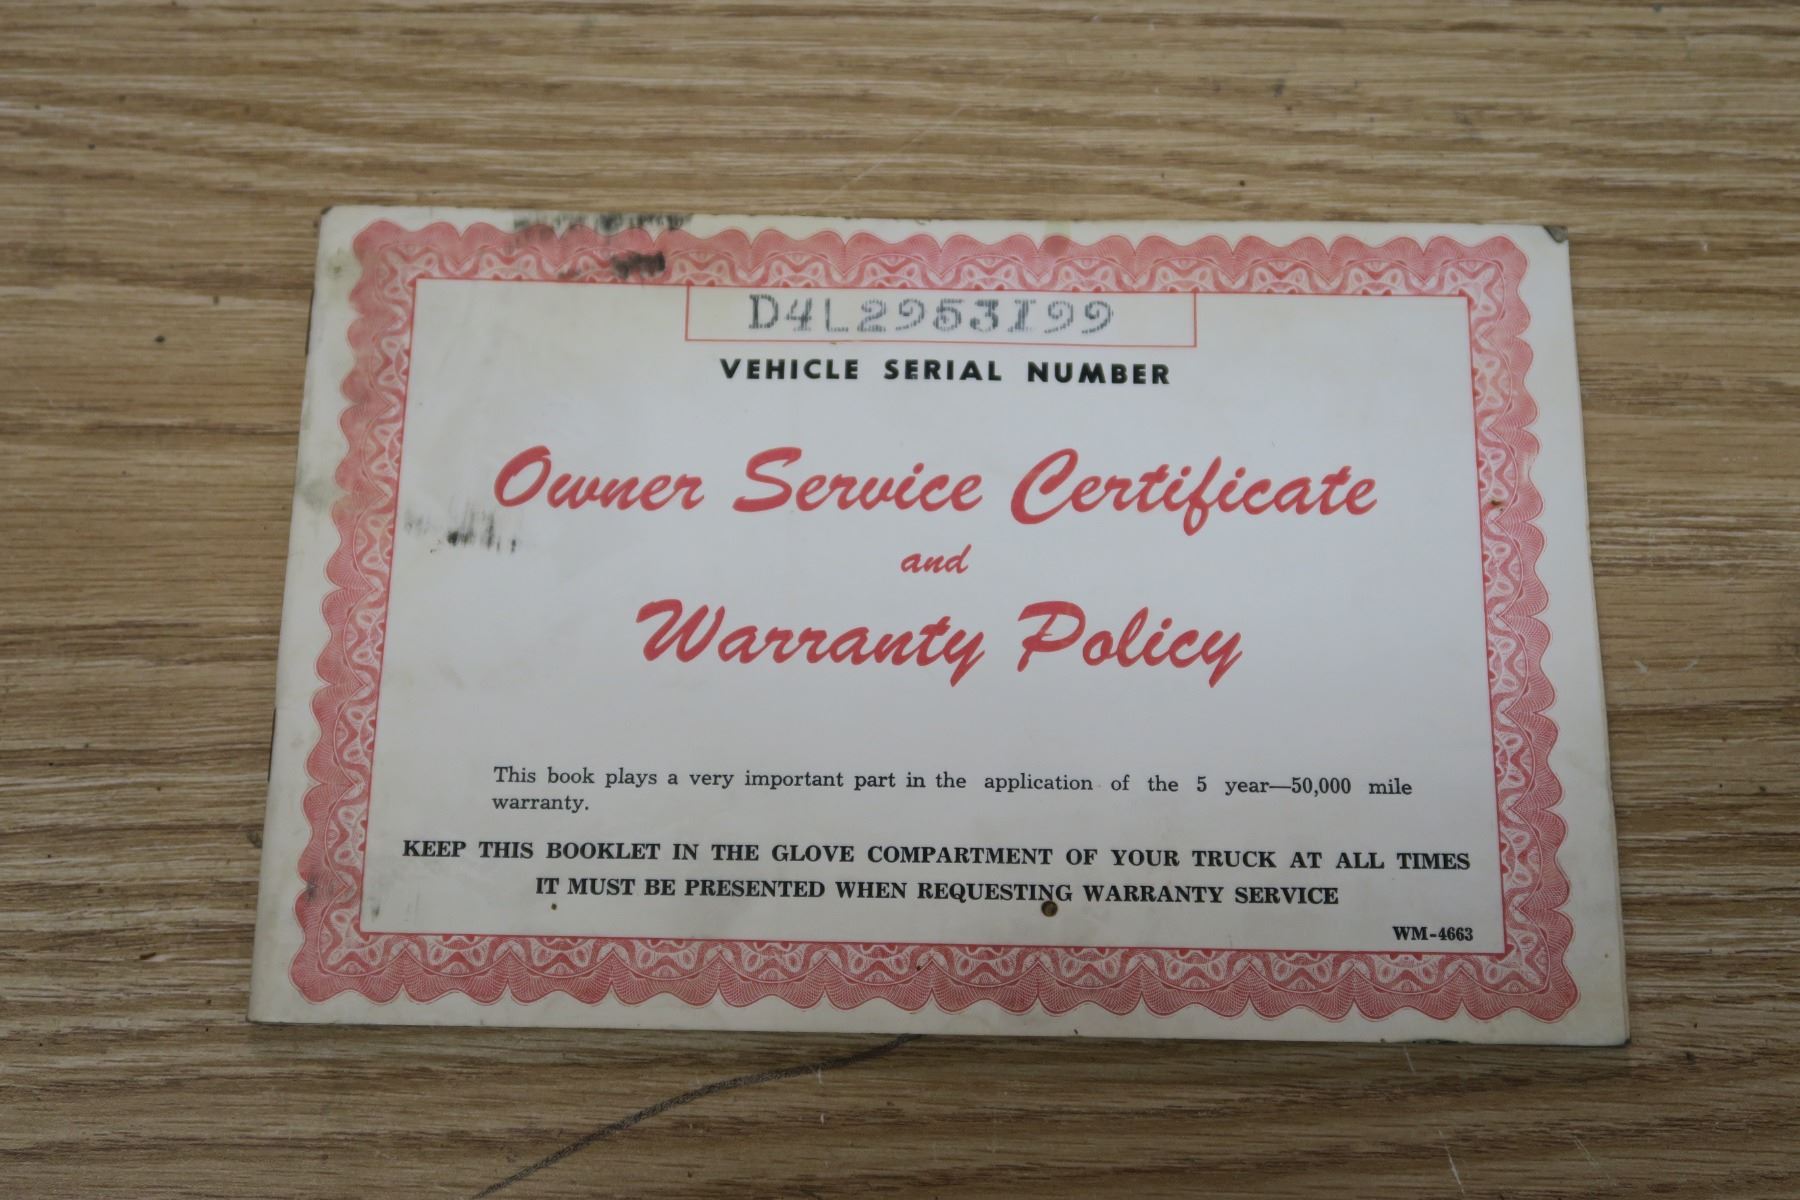 D4L2953I99
VEHICLE SERIAL NUMBER
Owner Service Certificate
and
Warranty Policy
This book plays a very important part in the application of the 5 year—50,000 mile
warranty.
KEEP THIS BOOKLET IN THE GLOVE COMPARTMENT OF YOUR TRUCK AT ALL TIMES
IT MUST BE PRESENTED WHEN REQUESTING WARRANTY SERVICE
WM-4663